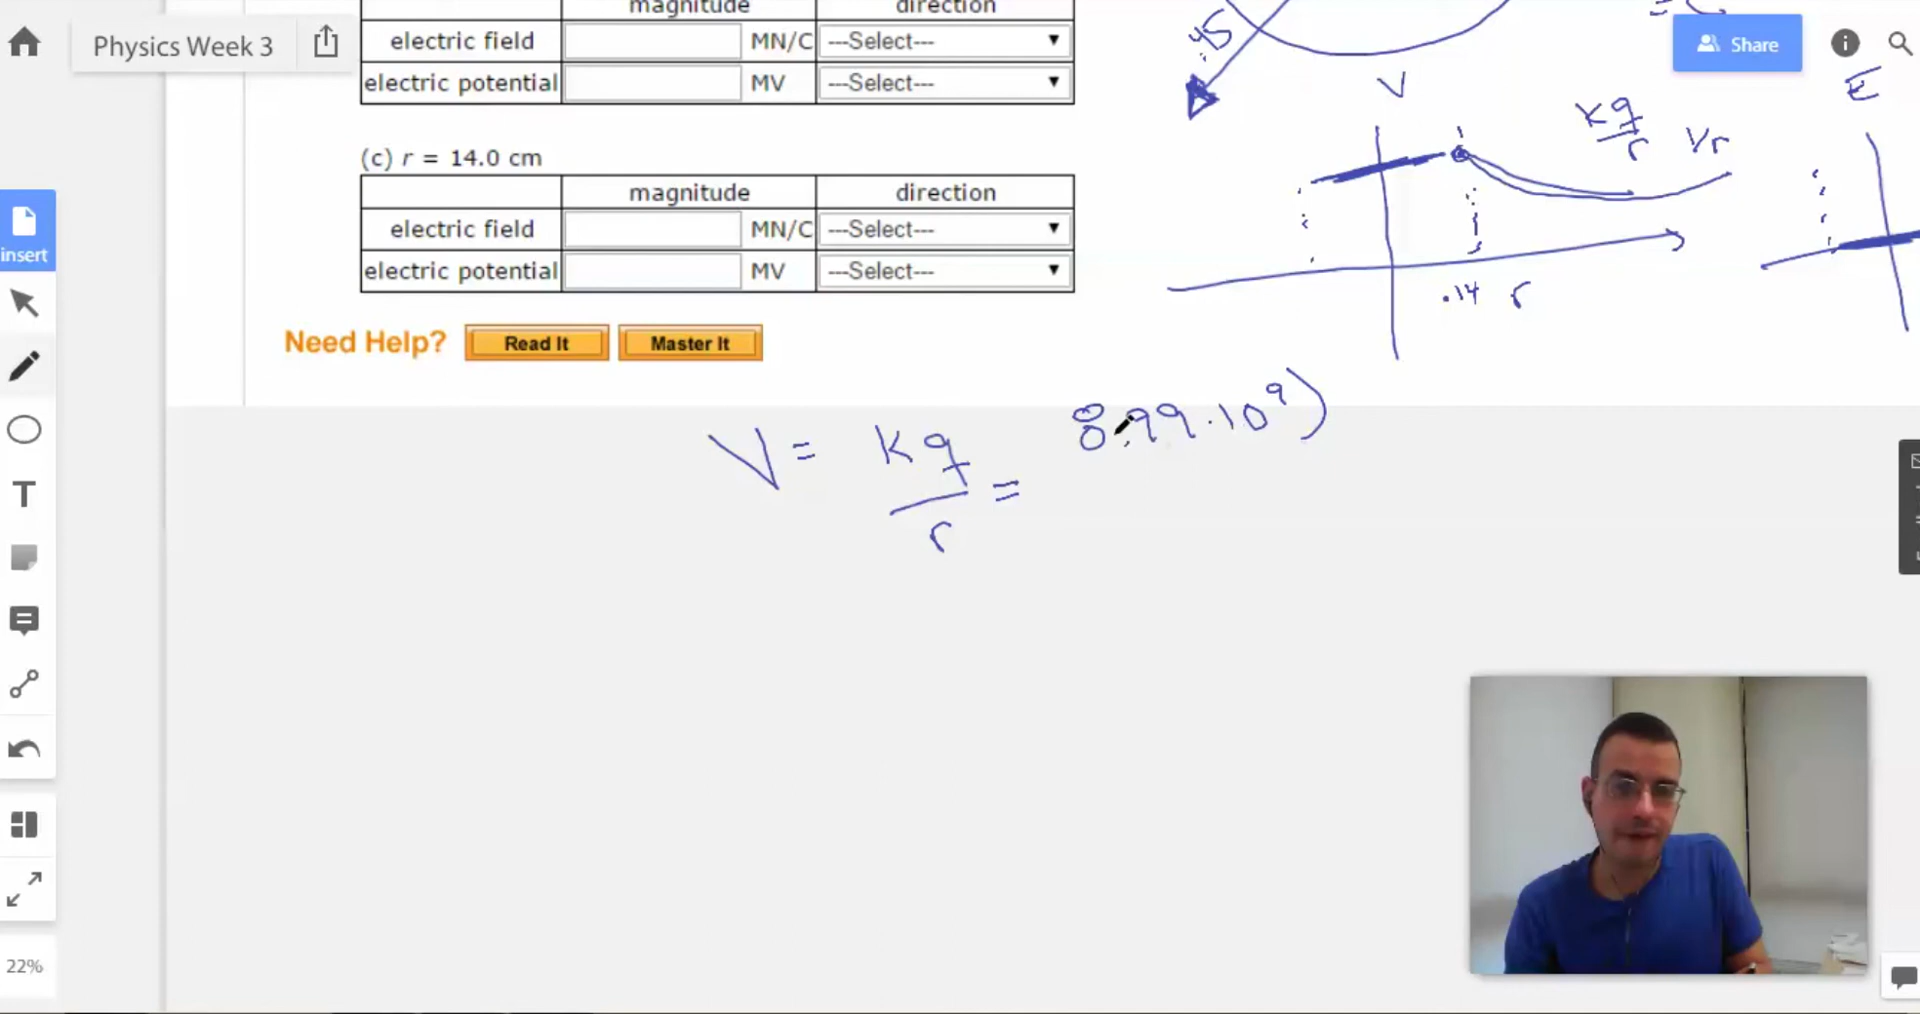 magnitude direction
Physics Week 3
electric field MN/C ---Select---
electric potential MV ---Select---
Share
.45
V
kq
r
1/r
E
(c) r = 14.0 cm
magnitude direction
electric field MN/C ---Select---
electric potential MV ---Select---
.14 r
Need Help? Read It Master It
insert
V = kq/r = 8.99·10⁹)
T
22%